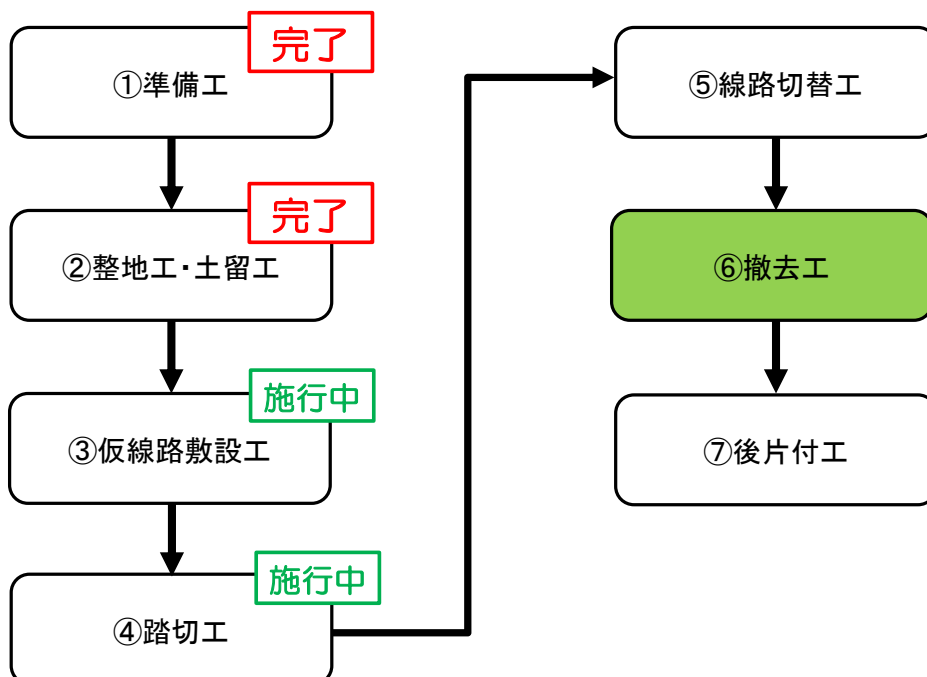 完了
①準備工
完了
②整地工・土留工
施行中
③仮線路敷設工
施行中
④踏切工
⑤線路切替工
⑥撤去工
⑦後片付工